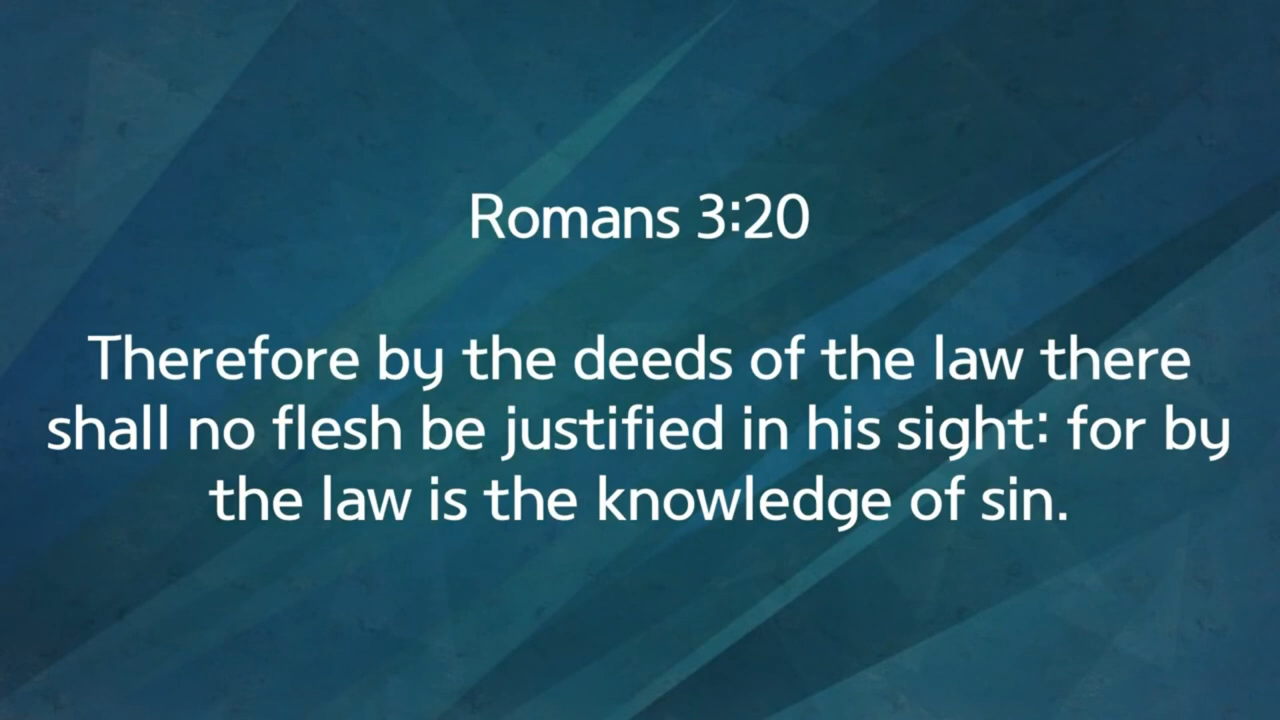 Romans 3:20
Therefore by the deeds of the law there
shall no flesh be justified in his sight: for by
the law is the knowledge of sin.